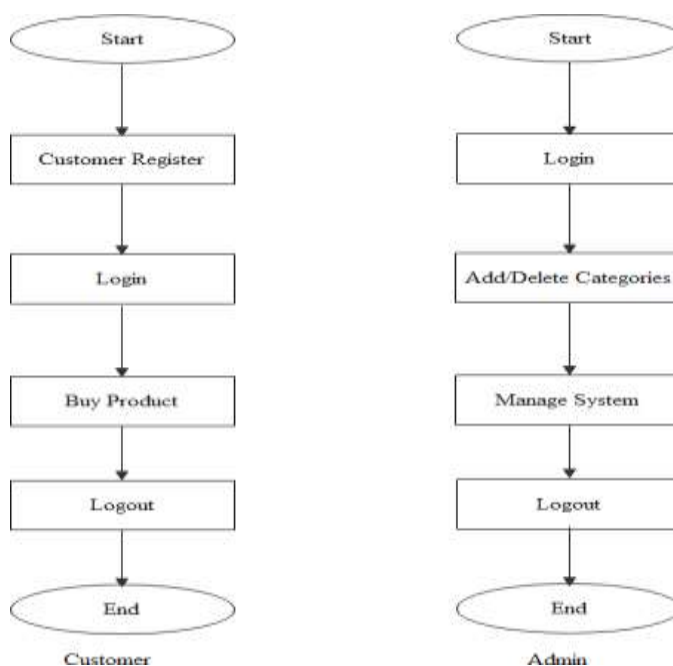 Start
Customer Register
Login
Buy Product
Logout
End
Customer
Start
Login
Add/Delete Categories
Manage System
Logout
End
Admin